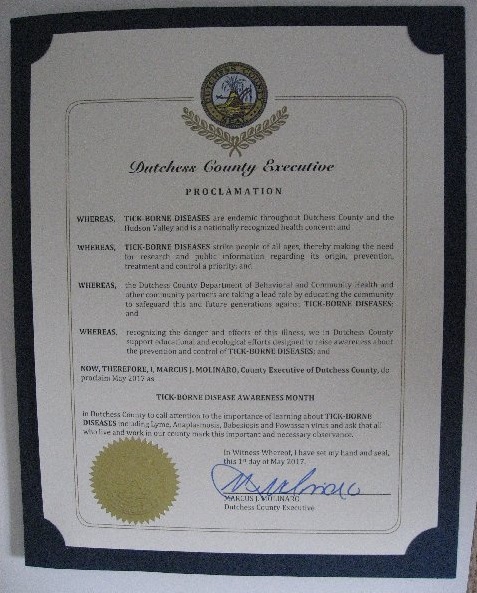 DUTCHESS COUNTY
SEAL
Dutchess County Executive
PROCLAMATION
WHEREAS, TICK-BORNE DISEASES are endemic throughout Dutchess County and the
Hudson Valley and is a nationally recognized health concern; and
WHEREAS, TICK-BORNE DISEASES strike people of all ages, thereby making the need
for research and public information regarding its origin, prevention,
treatment and control a priority; and
WHEREAS, the Dutchess County Department of Behavioral and Community Health and
other community partners are taking a lead role by educating the community
to safeguard this and future generations against TICK-BORNE DISEASES;
and
WHEREAS, recognizing the danger and effects of this illness, we in Dutchess County
support educational and ecological efforts designed to raise awareness about
the prevention and control of TICK-BORNE DISEASES; and
NOW, THEREFORE, I, MARCUS J. MOLINARO, County Executive of Dutchess County, do
proclaim May 2017 as
TICK-BORNE DISEASE AWARENESS MONTH
in Dutchess County to call attention to the importance of learning about TICK-BORNE
DISEASES including Lyme, Anaplasmosis, Babesiosis and Powassan virus and ask that all
who live and work in our county mark this important and necessary observance.
In Witness Whereof, I have set my hand and seal,
this 1st day of May 2017.
MARCUS J. MOLINARO
Dutchess County Executive